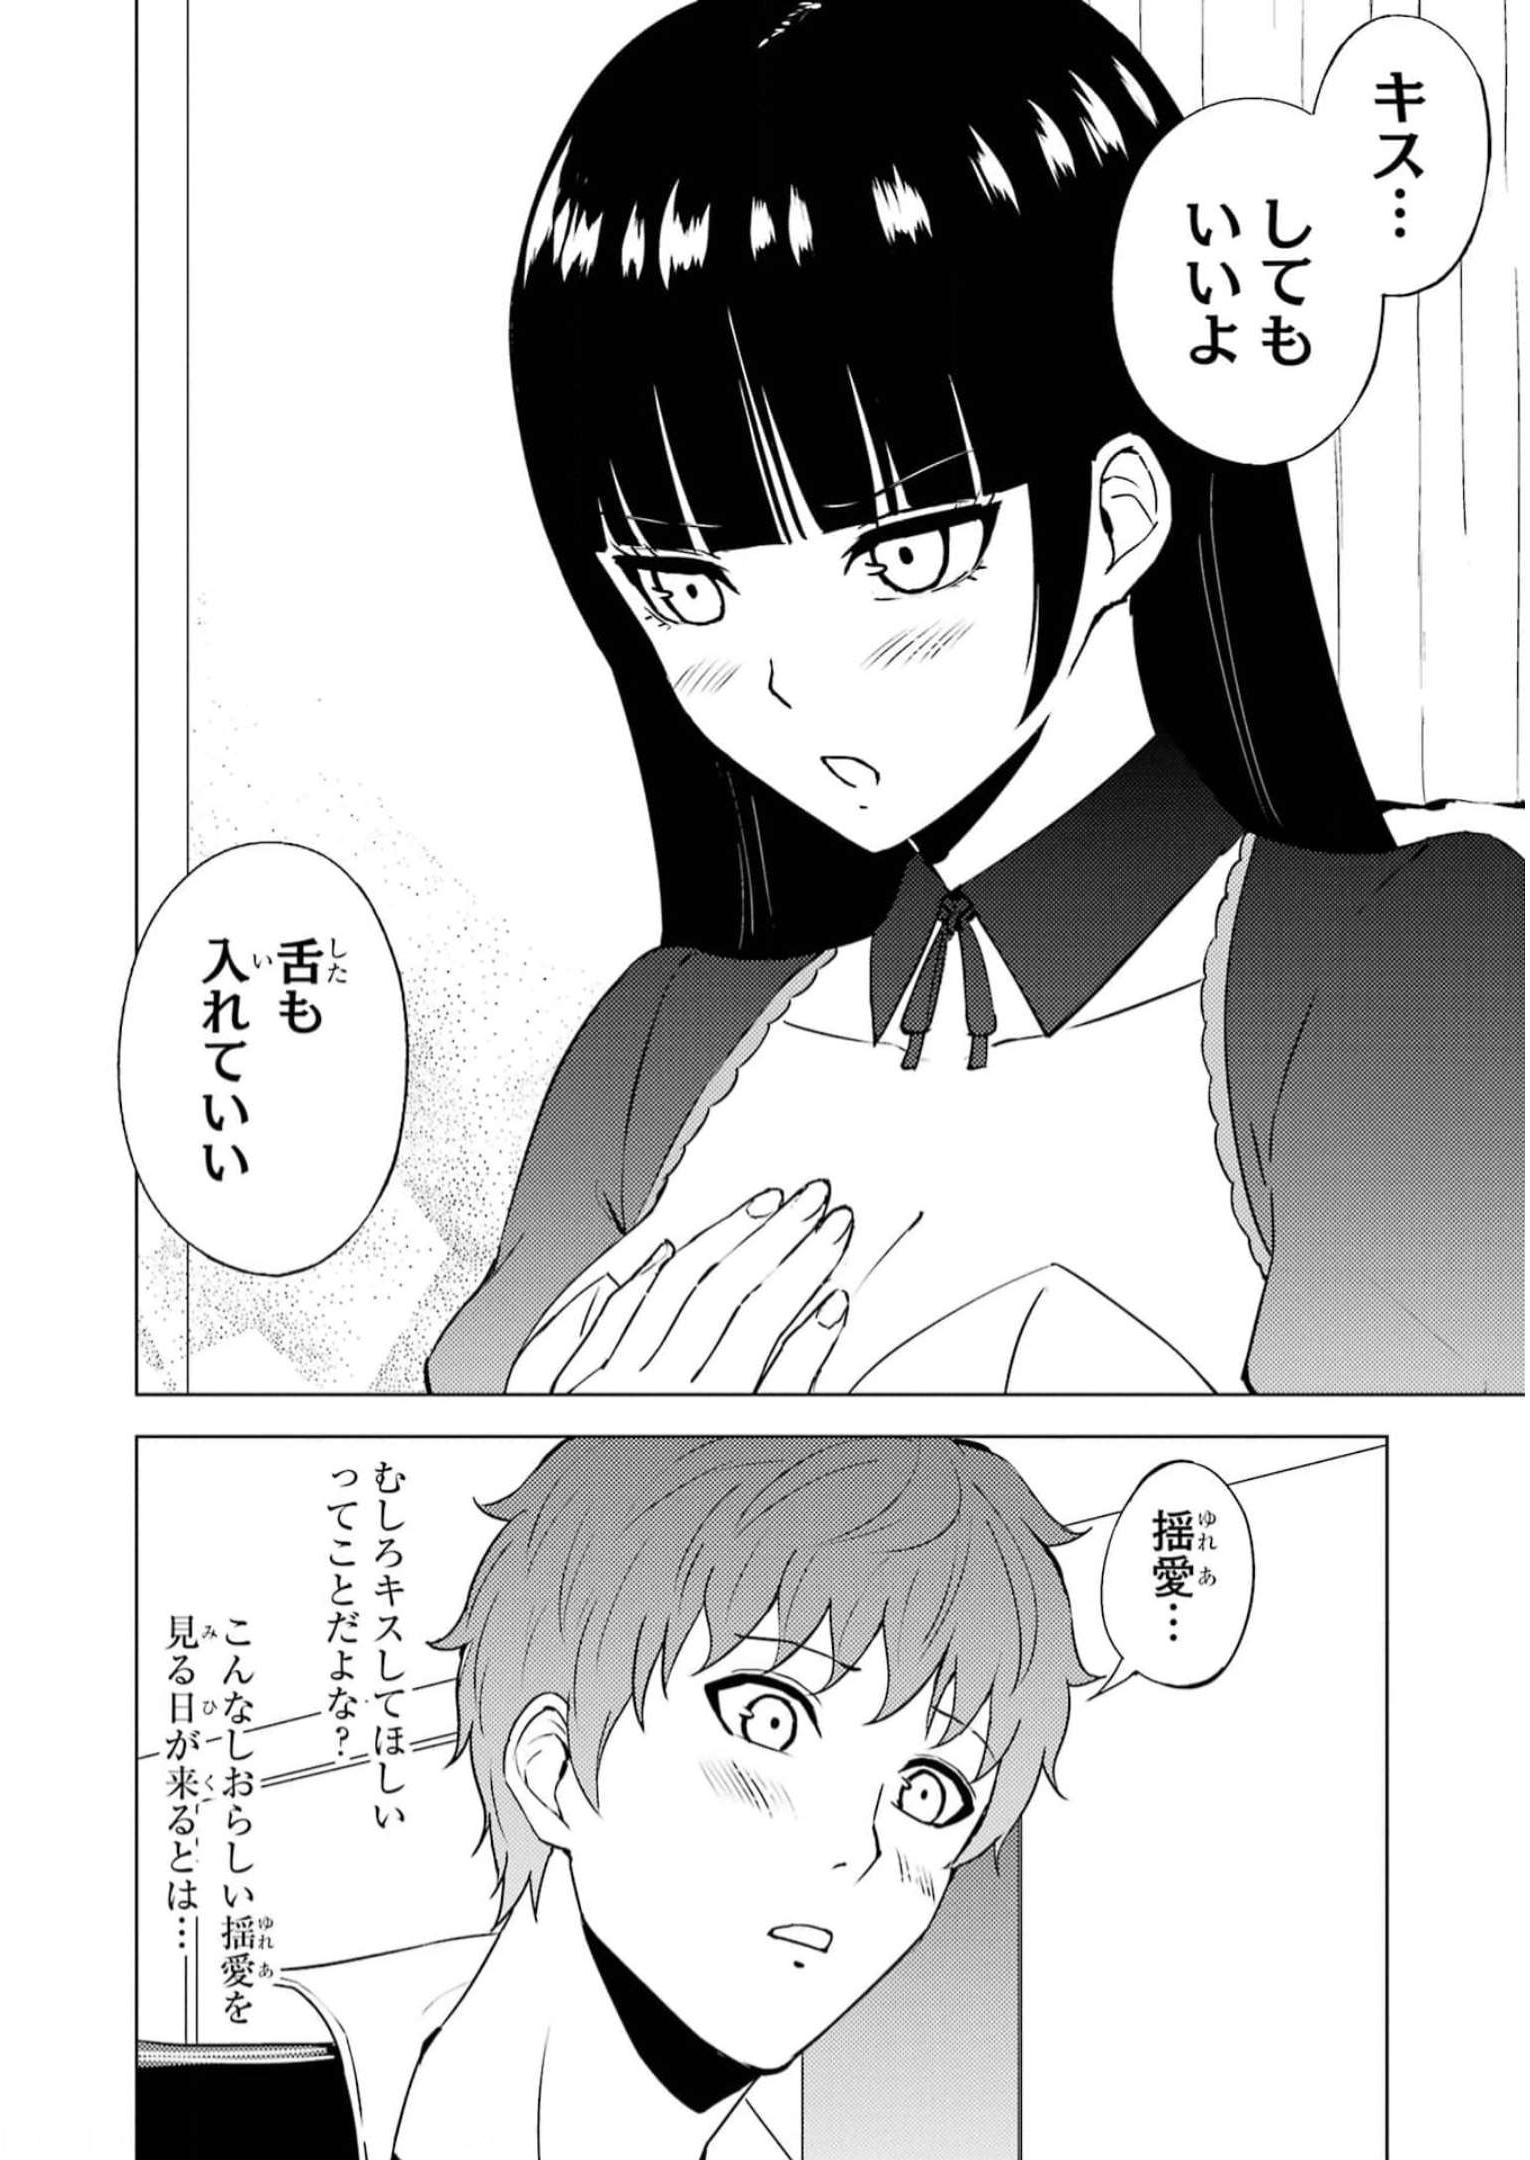 キス…
しても
いいよ
舌も
入れていい
揺愛…
むしろキスしてほしい
ってことだよな?
こんなしおらしい揺愛を
見る日が来るとは…